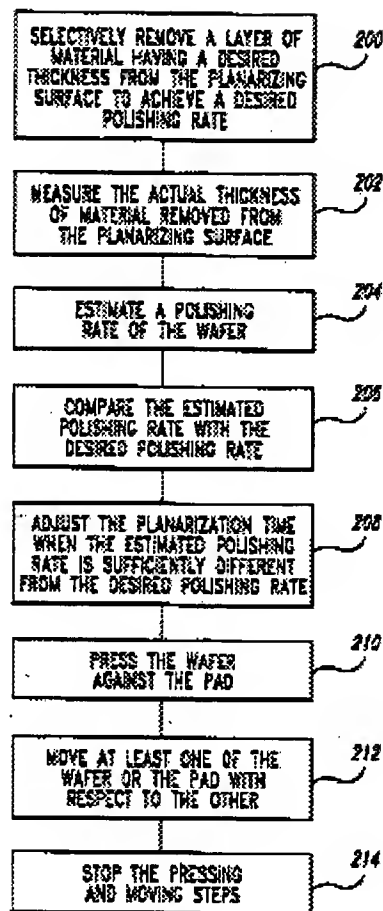 SELECTIVELY REMOVE A LAYER OF
MATERIAL HAVING A DESIRED
THICKNESS FROM THE PLANARIZING
SURFACE TO ACHIEVE A DESIRED
POLISHING RATE
200
MEASURE THE ACTUAL THICKNESS
OF MATERIAL REMOVED FROM
THE PLANARIZING SURFACE
202
ESTIMATE A POLISHING
RATE OF THE WAFER
204
COMPARE THE ESTIMATED
POLISHING RATE WITH THE
DESIRED POLISHING RATE
206
ADJUST THE PLANARIZATION TIME
WHEN THE ESTIMATED POLISHING
RATE IS SUFFICIENTLY DIFFERENT
FROM THE DESIRED POLISHING RATE
208
PRESS THE WAFER
AGAINST THE PAD
210
MOVE AT LEAST ONE OF THE
WAFER OR THE PAD WITH
RESPECT TO THE OTHER
212
STOP THE PRESSING
AND MOVING STEPS
214